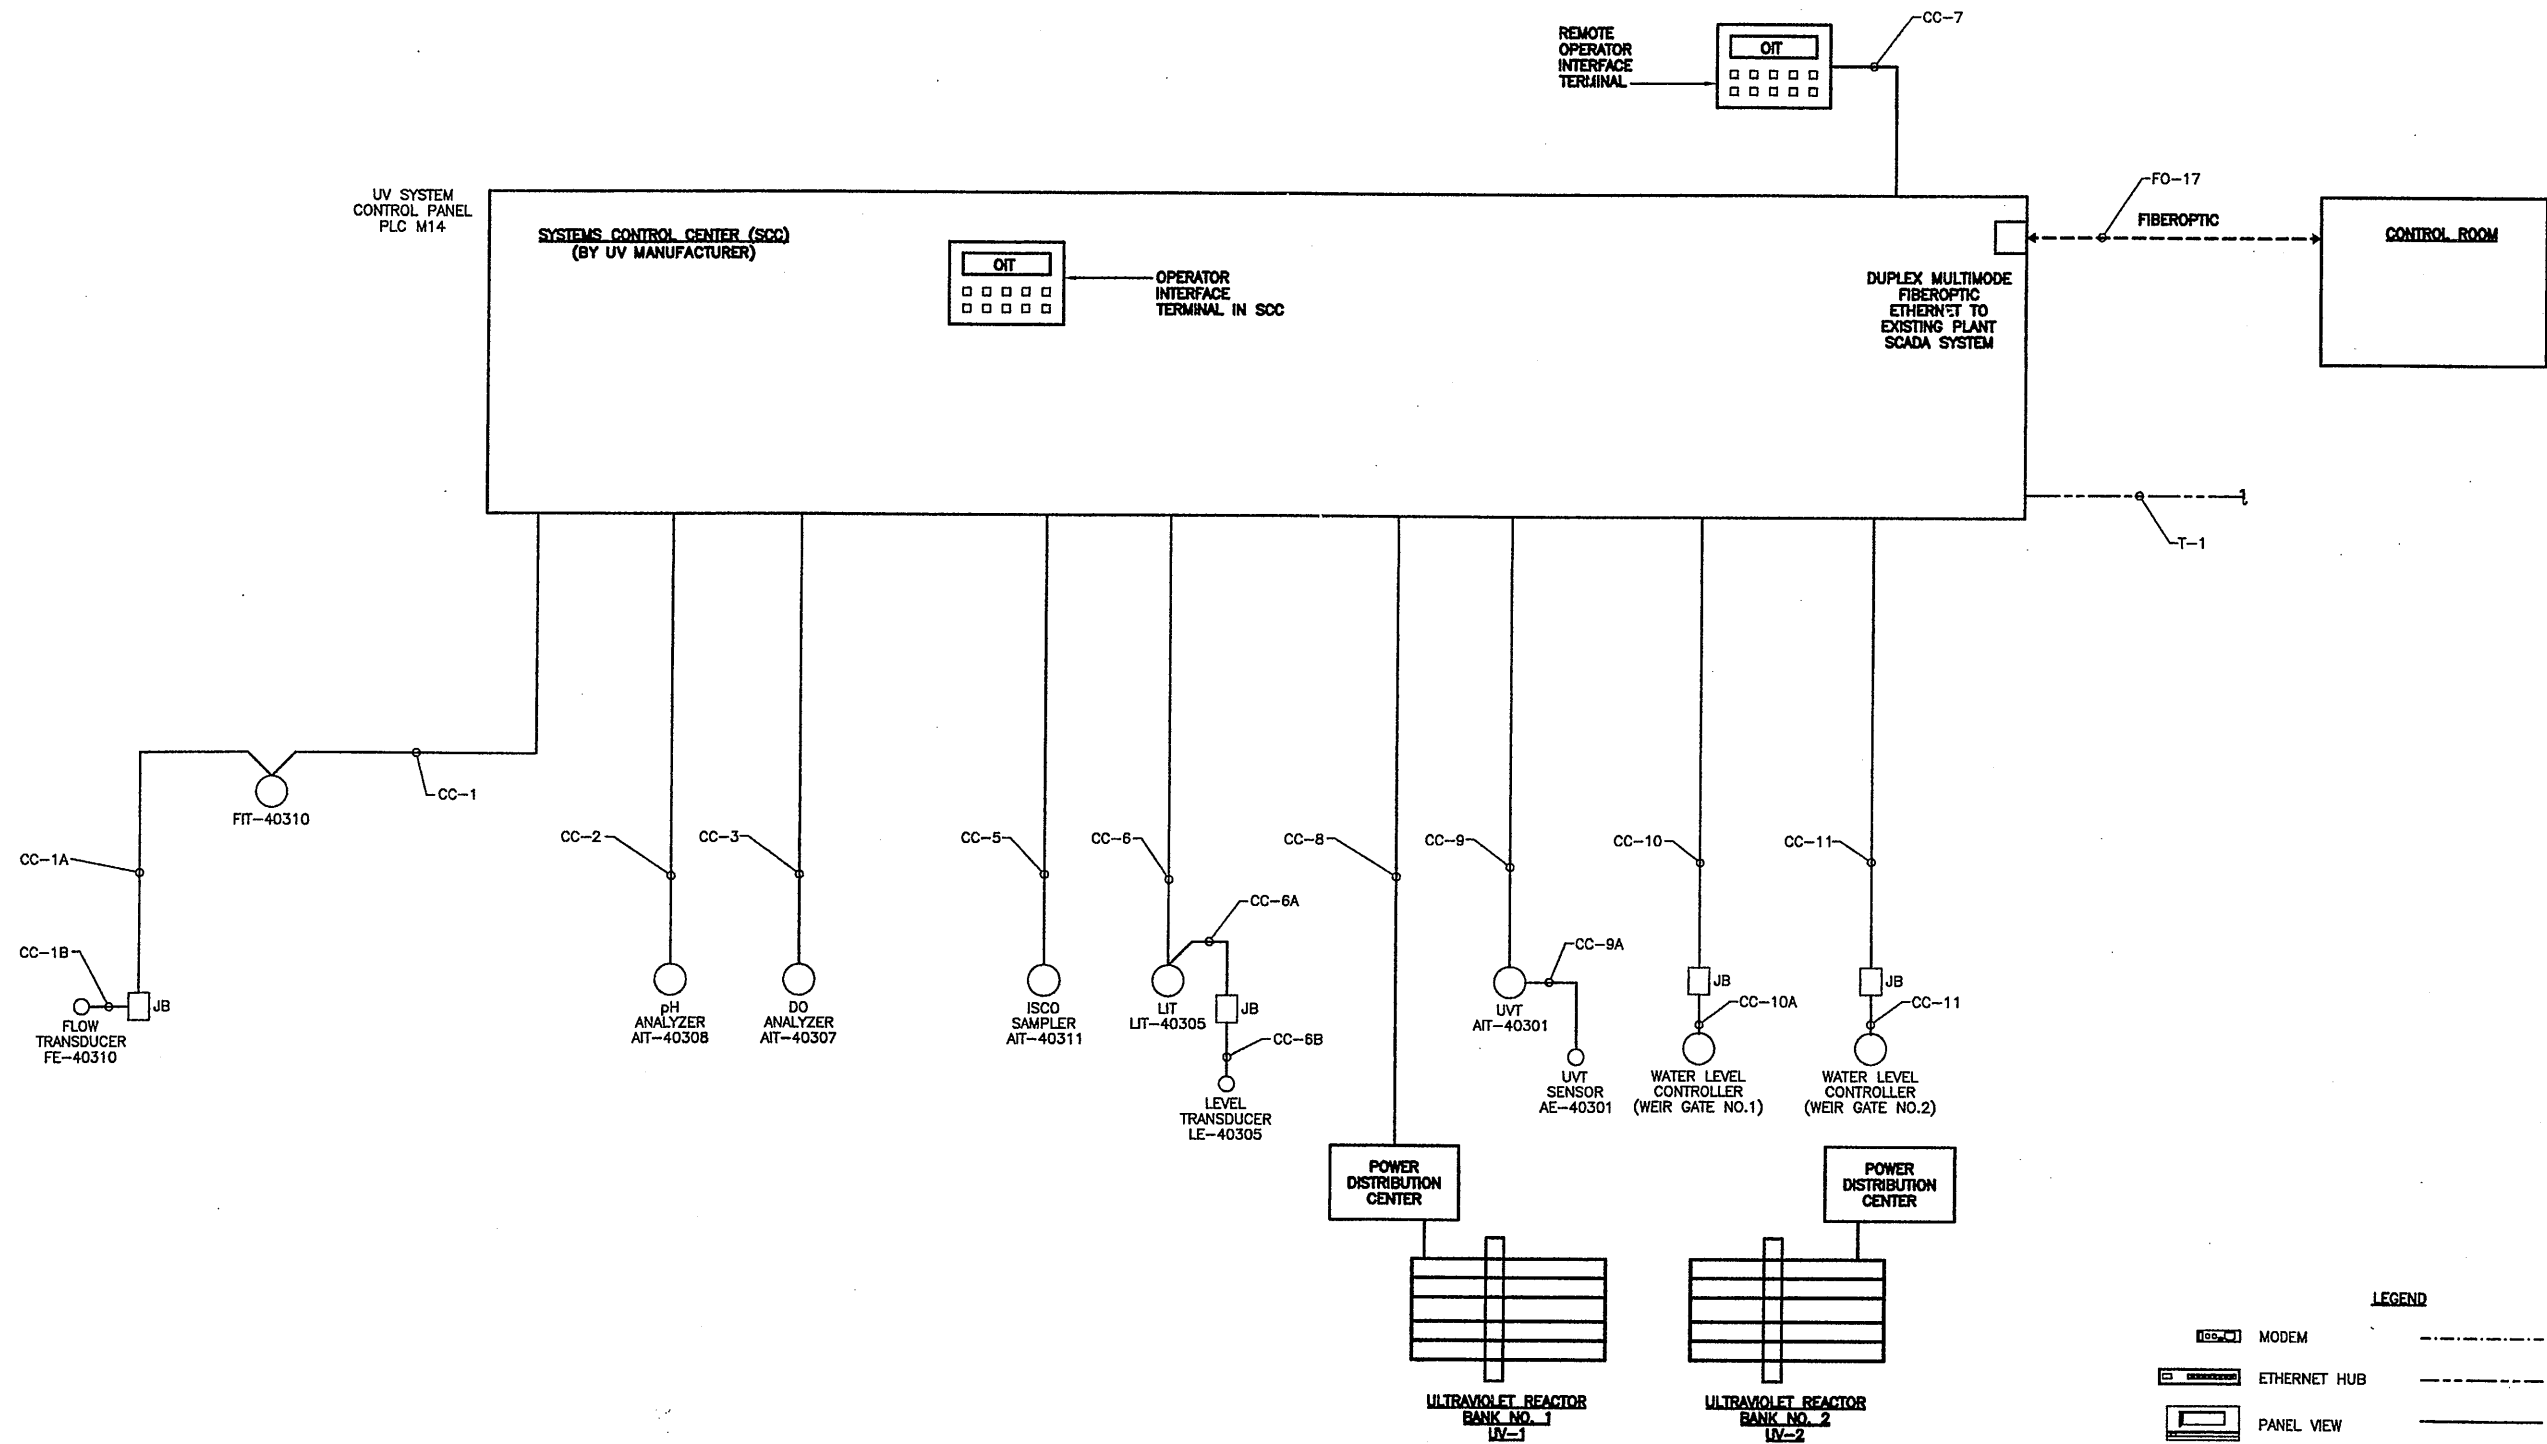 CC-7
REMOTE
OPERATOR
INTERFACE
TERMINAL
OIT
UV SYSTEM
CONTROL PANEL
PLC M14
SYSTEMS CONTROL CENTER (SCC)
(BY UV MANUFACTURER)
OIT
OPERATOR
INTERFACE
TERMINAL IN SCC
FO-17
FIBEROPTIC
CONTROL ROOM
DUPLEX MULTIMODE
FIBEROPTIC
ETHERNET TO
EXISTING PLANT
SCADA SYSTEM
T-1
CC-1
FIT-40310
CC-1A
CC-1B
JB
FLOW
TRANSDUCER
FE-40310
CC-2
pH
ANALYZER
AIT-40308
CC-3
DO
ANALYZER
AIT-40307
CC-5
ISCO
SAMPLER
AIT-40311
CC-6
CC-6A
LIT
LIT-40305
JB
CC-6B
LEVEL
TRANSDUCER
LE-40305
CC-8
CC-9
CC-9A
UVT
AIT-40301
UVT
SENSOR
AE-40301
CC-10
JB
CC-10A
WATER LEVEL
CONTROLLER
(WEIR GATE NO.1)
CC-11
JB
CC-11
WATER LEVEL
CONTROLLER
(WEIR GATE NO.2)
POWER
DISTRIBUTION
CENTER
POWER
DISTRIBUTION
CENTER
ULTRAVIOLET REACTOR
BANK NO. 1
UV-1
ULTRAVIOLET REACTOR
BANK NO. 2
UV-2
LEGEND
MODEM
ETHERNET HUB
PANEL VIEW